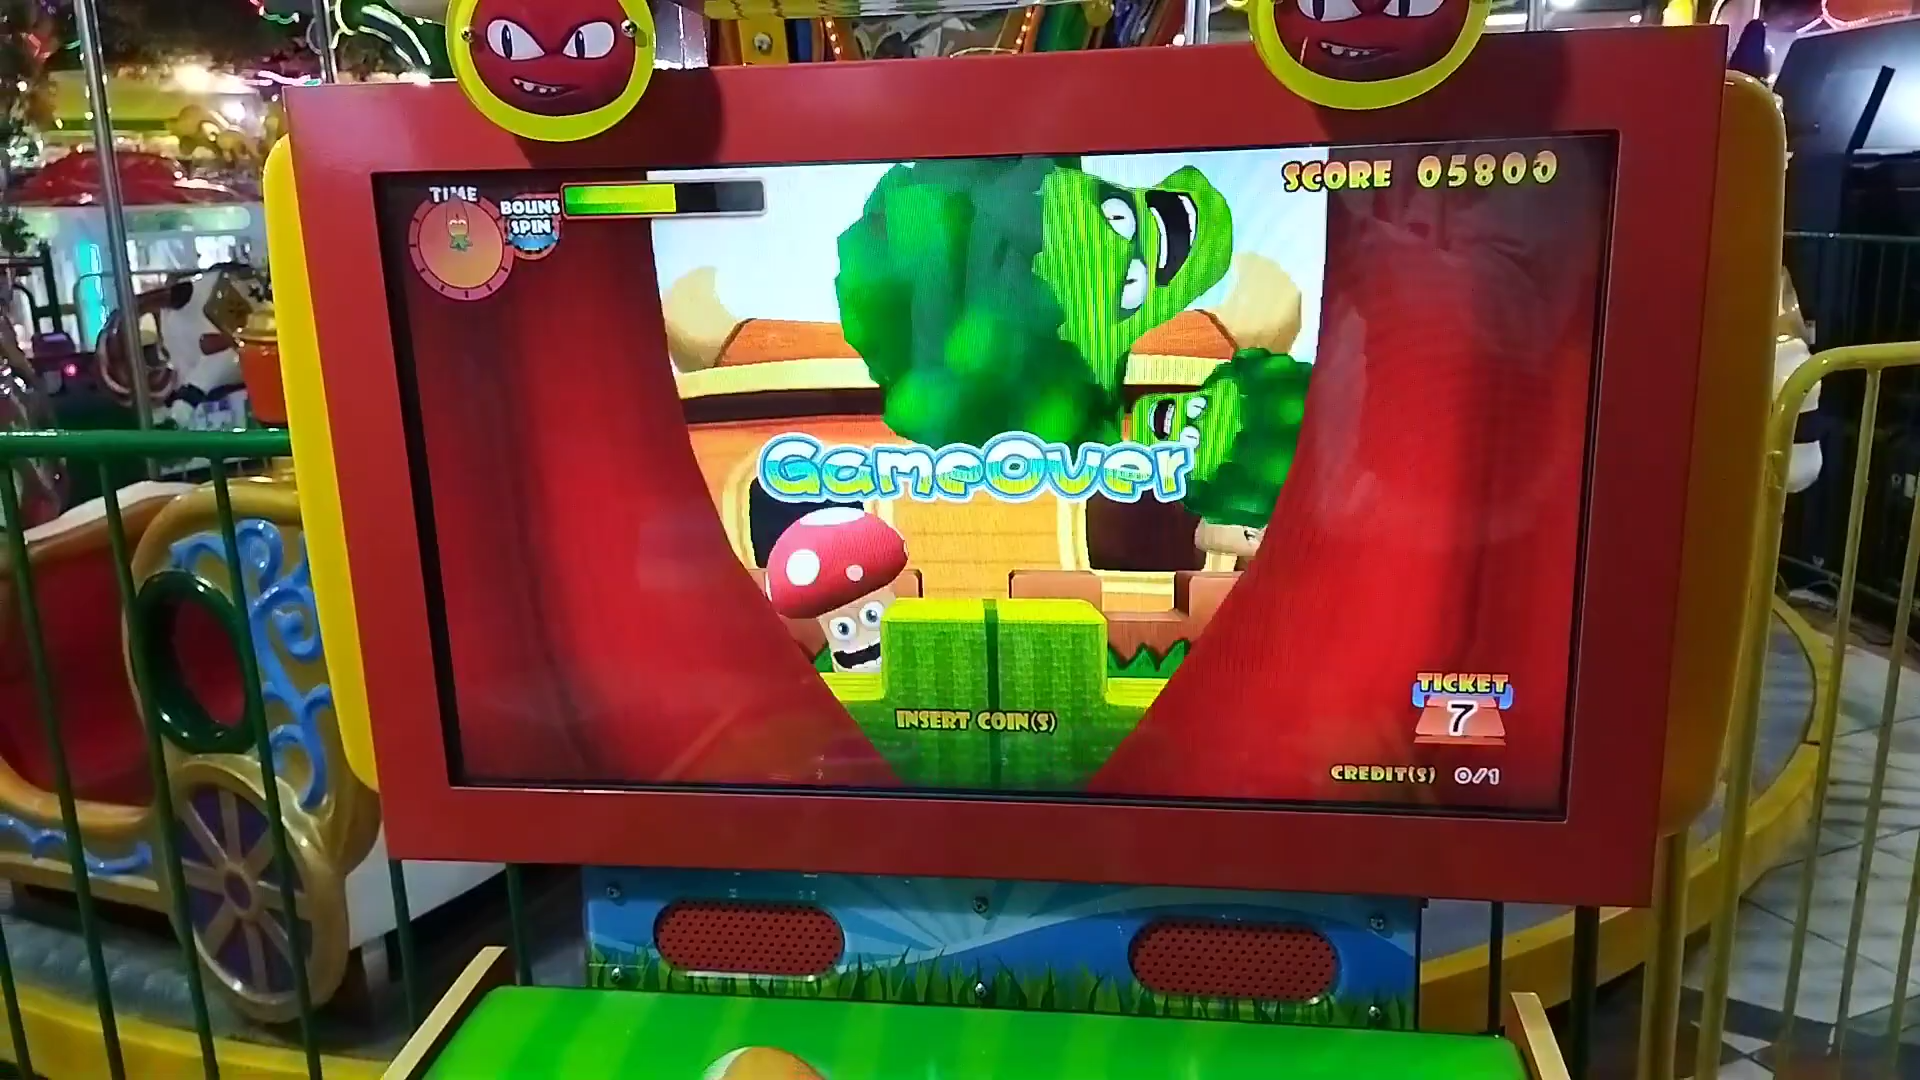 TIME
BOUNS
SPIN
SCORE 05800
GameOver
INSERT COIN(S)
TICKET
7
CREDIT(S) 0/1